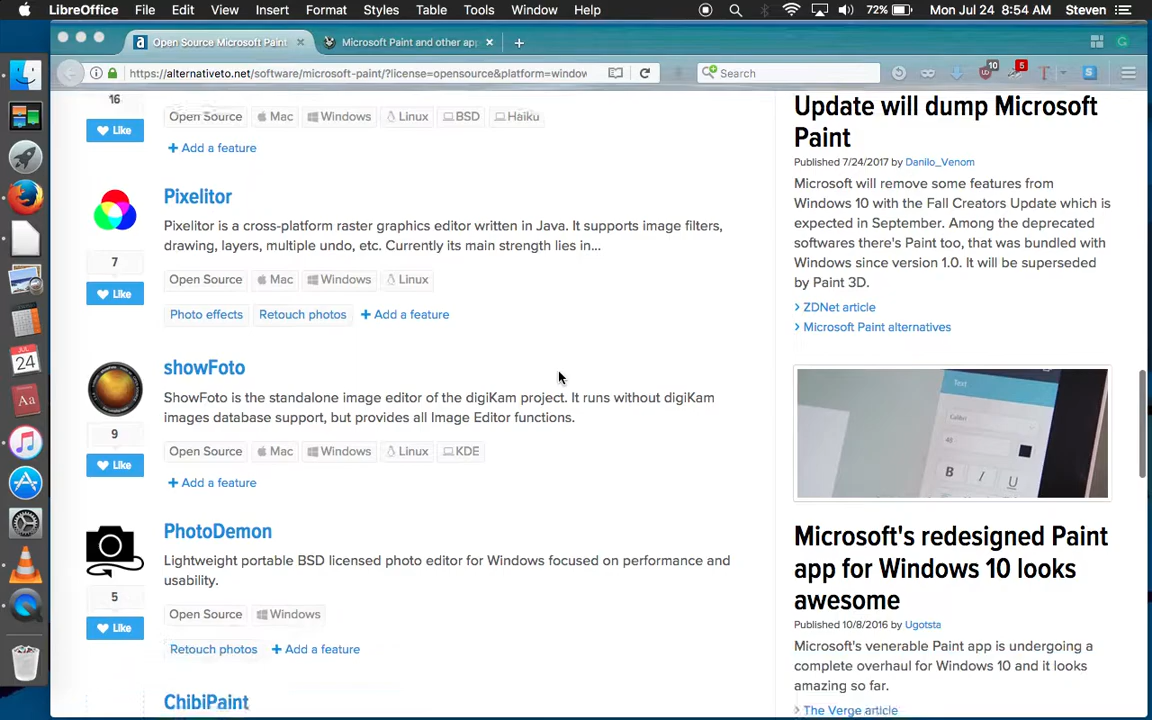 LibreOffice File Edit View Insert Format Styles Table Tools Window Help 72% Mon Jul 24 8:54 AM Steven
Open Source Microsoft Paint Microsoft Paint and other app
https://alternativeto.net/software/microsoft-paint/?license=opensource&platform=window Search 10 5
16
Like
Open Source Mac Windows Linux BSD Haiku
Add a feature
Pixelitor
Pixelitor is a cross-platform raster graphics editor written in Java. It supports image filters,
drawing, layers, multiple undo, etc. Currently its main strength lies in...
7
Like
Open Source Mac Windows Linux
Photo effects Retouch photos Add a feature
showFoto
ShowFoto is the standalone image editor of the digiKam project. It runs without digiKam
images database support, but provides all Image Editor functions.
9
Like
Open Source Mac Windows Linux KDE
Add a feature
PhotoDemon
Lightweight portable BSD licensed photo editor for Windows focused on performance and
usability.
5
Like
Open Source Windows
Retouch photos Add a feature
ChibiPaint
Update will dump Microsoft
Paint
Published 7/24/2017 by Danilo_Venom
Microsoft will remove some features from
Windows 10 with the Fall Creators Update which is
expected in September. Among the deprecated
softwares there's Paint too, that was bundled with
Windows since version 1.0. It will be superseded
by Paint 3D.
ZDNet article
Microsoft Paint alternatives
Text
Calibri
B I U
Microsoft's redesigned Paint
app for Windows 10 looks
awesome
Published 10/8/2016 by Ugotsta
Microsoft's venerable Paint app is undergoing a
complete overhaul for Windows 10 and it looks
amazing so far.
The Verge article
JUL
24
Aa